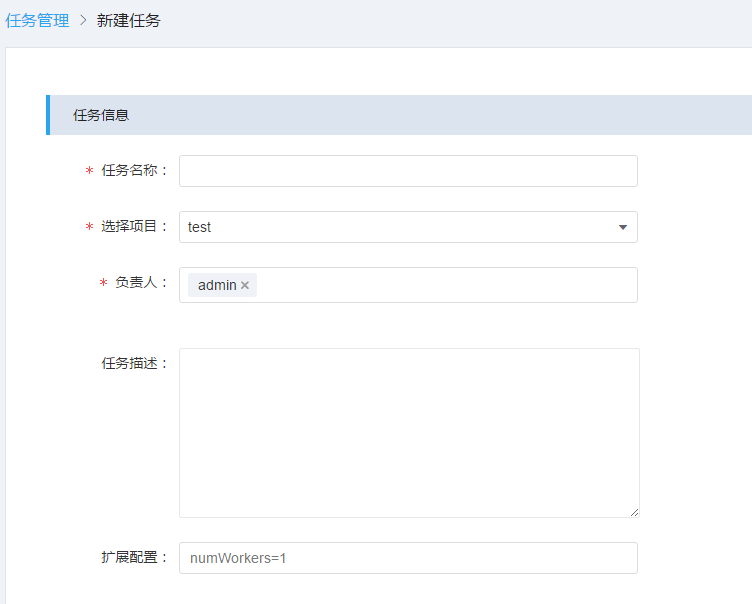 任务管理 > 新建任务
任务信息
* 任务名称：
* 选择项目： test
* 负责人： admin ×
任务描述：
扩展配置： numWorkers=1